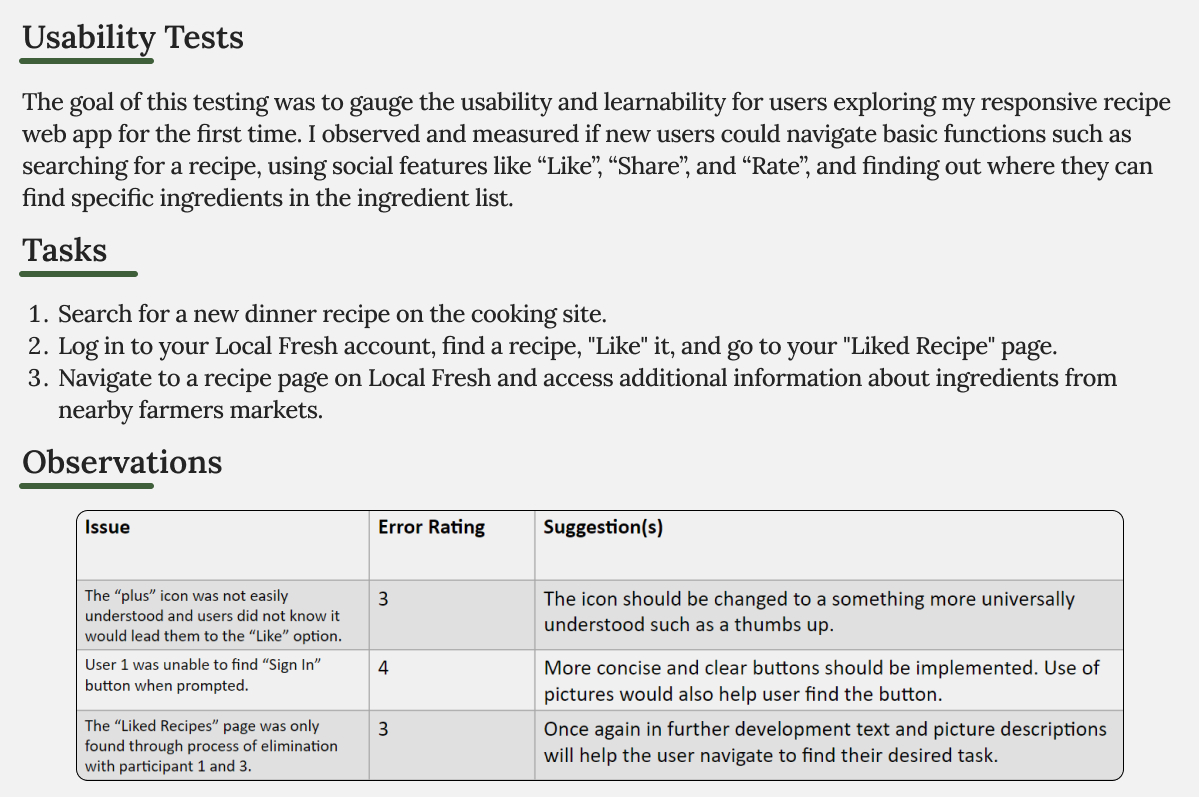 Usability Tests
The goal of this testing was to gauge the usability and learnability for users exploring my responsive recipe
web app for the first time. I observed and measured if new users could navigate basic functions such as
searching for a recipe, using social features like “Like”, “Share”, and “Rate”, and finding out where they can
find specific ingredients in the ingredient list.
Tasks
1. Search for a new dinner recipe on the cooking site.
2. Log in to your Local Fresh account, find a recipe, "Like" it, and go to your "Liked Recipe" page.
3. Navigate to a recipe page on Local Fresh and access additional information about ingredients from
nearby farmers markets.
Observations
Issue Error Rating Suggestion(s)
The “plus” icon was not easily
understood and users did not know it
would lead them to the “Like” option.
3
The icon should be changed to a something more universally
understood such as a thumbs up.
User 1 was unable to find “Sign In”
button when prompted.
4
More concise and clear buttons should be implemented. Use of
pictures would also help user find the button.
The “Liked Recipes” page was only
found through process of elimination
with participant 1 and 3.
3
Once again in further development text and picture descriptions
will help the user navigate to find their desired task.